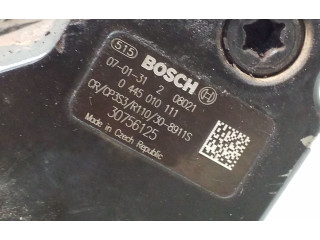 515 BOSCH
07-01-31 2 08021
0 445 010 111
CR/CP3S3/R110/30-8911S
30756125
Made in Czech Republic